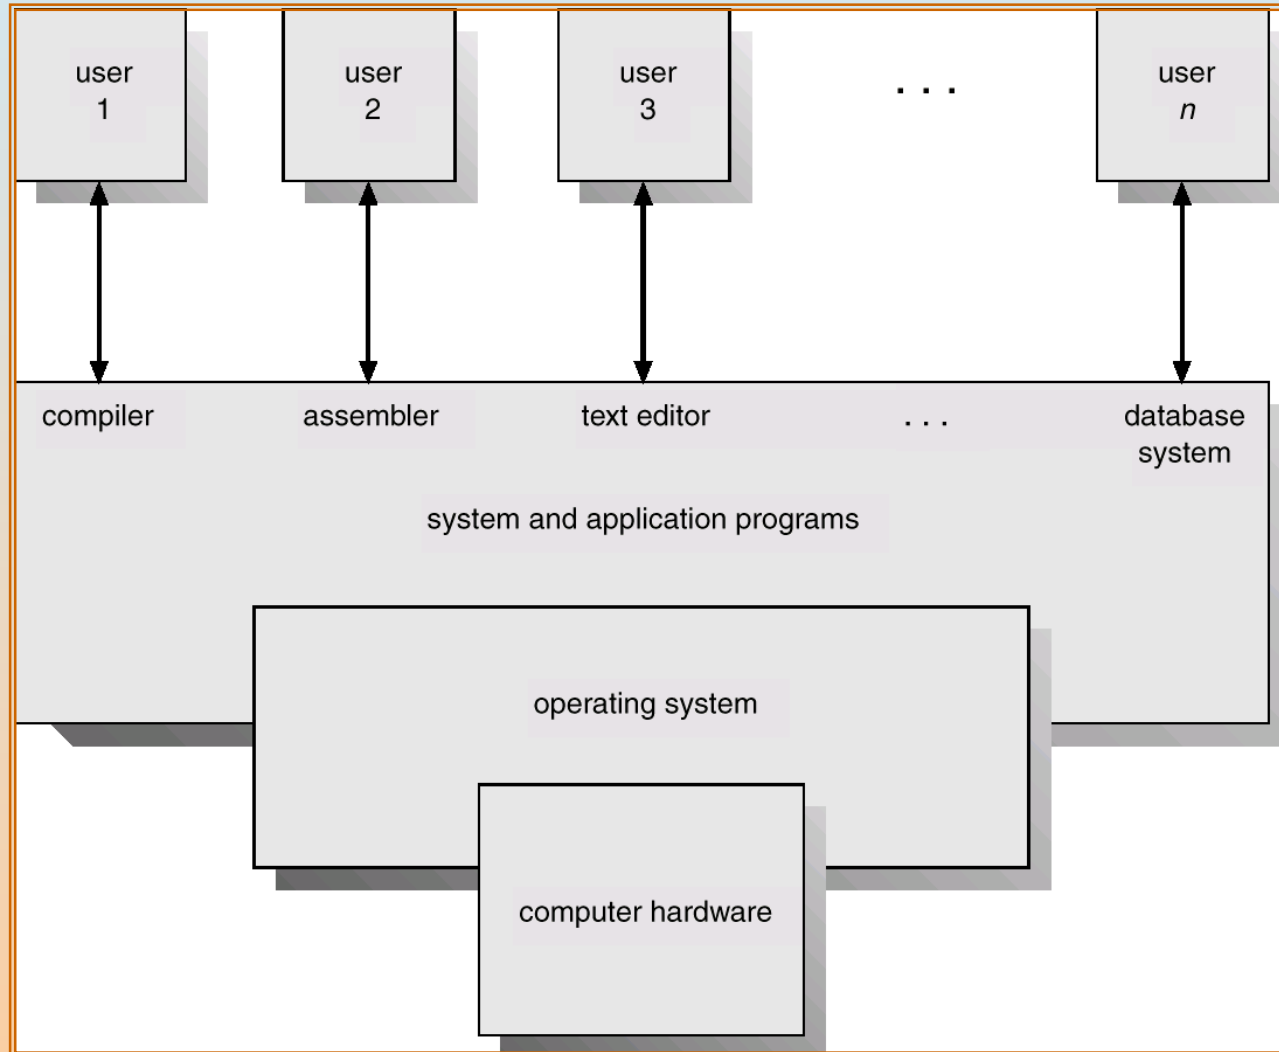 user
1
user
2
user
3
. . .
user
n
compiler
assembler
text editor
. . .
database
system
system and application programs
operating system
computer hardware